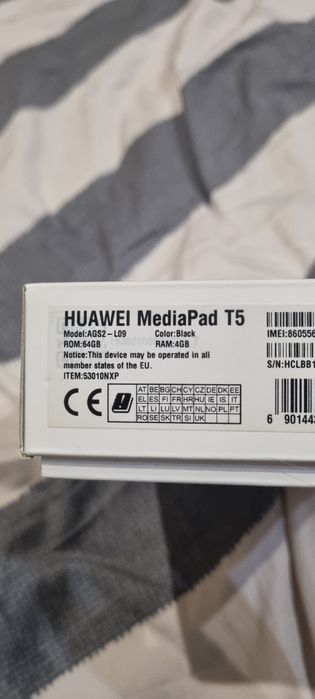 HUAWEI MediaPad T5
Model:AGS2-L09 Color:Black
ROM:64GB RAM:4GB
Notice:This device may be operated in all
member states of the EU.
ITEM:53010NXP
CE
AT BE BG CH CY CZ DE DK EE
EL ES FI FR HR HU IE IS IT
LT LI LU LV MT NL NO PL PT
RO SE SK TR SI UK
IMEI:860556
S/N:HCLBB1
6 901443